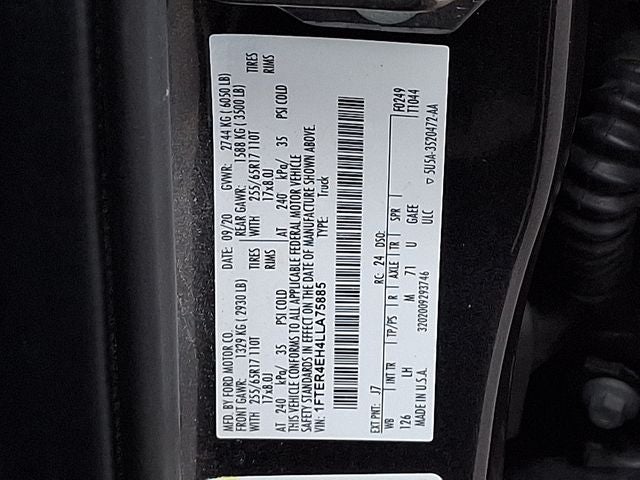 MFD. BY FORD MOTOR CO. DATE: 09/20 GVWR: 2744 KG ( 6050 LB)
FRONT GAWR: 1329 KG ( 2930 LB) REAR GAWR: 1588 KG ( 3500 LB)
WITH 255/65R17 110T TIRES WITH 255/65R17 110T TIRES
17x8.0J RIMS 17x8.0J RIMS
AT 240 kPa/ 35 PSI COLD AT 240 kPa/ 35 PSI COLD
THIS VEHICLE CONFORMS TO ALL APPLICABLE FEDERAL MOTOR VEHICLE
SAFETY STANDARDS IN EFFECT ON THE DATE OF MANUFACTURE SHOWN ABOVE.
VIN: 1FTER4EH4LLA75885 TYPE: Truck
F0249
T1044
EXT PNT: J7 RC: 24 DSO:
WB INT TR TP/PS R AXLE TR SPR
126 LH M 71 U GAEE
MADE IN U.S.A. 3202009293746 ULC
▽ 5U5A-3520472-AA